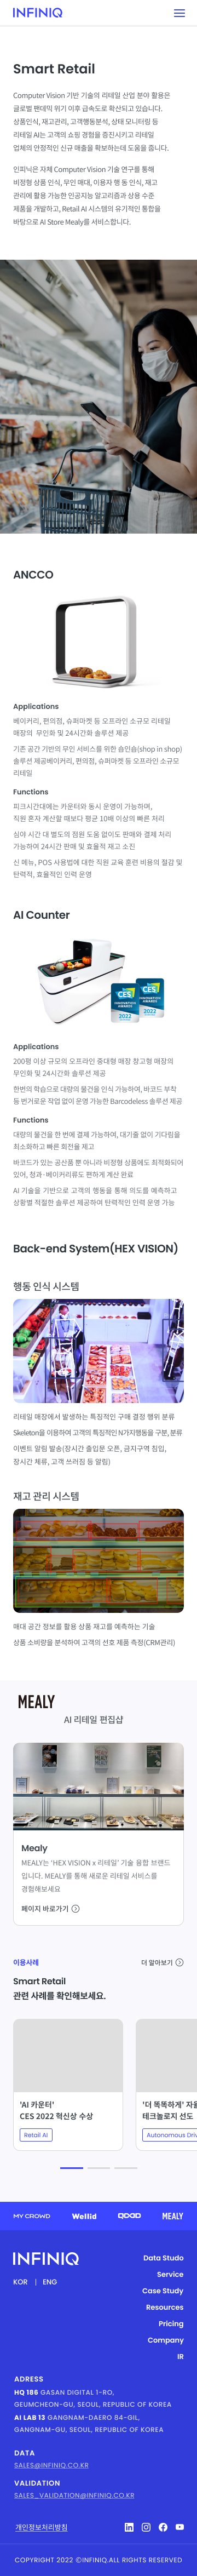 INFINIQ
Smart Retail
Computer Vision 기반 기술의 리테일 산업 분야 활용은
글로벌 팬데믹 위기 이후 급속도로 확산되고 있습니다.
상품인식, 재고관리, 고객행동분석, 상태 모니터링 등
리테일 AI는 고객의 쇼핑 경험을 증진시키고 리테일
업체의 안정적인 신규 매출을 확보하는데 도움을 줍니다.
인피닉은 자체 Computer Vision 기술 연구를 통해
비정형 상품 인식, 무인 매대, 이용자 행 동 인식, 재고
관리에 활용 가능한 인공지능 알고리즘과 상용 수준
제품을 개발하고, Retail AI 시스템의 유기적인 통합을
바탕으로 AI Store Mealy를 서비스합니다.
ANCCO
Applications
베이커리, 편의점, 슈퍼마켓 등 오프라인 소규모 리테일
매장의 무인화 및 24시간화 솔루션 제공
기존 공간 기반의 무인 서비스를 위한 숍인숍(shop in shop)
솔루션 제공베이커리, 편의점, 슈퍼마켓 등 오프라인 소규모
리테일
Functions
피크시간대에는 카운터와 동시 운영이 가능하며,
직원 혼자 계산할 때보다 평균 10배 이상의 빠른 처리
심야 시간 대 별도의 점원 도움 없이도 판매와 결제 처리
가능하여 24시간 판매 및 효율적 재고 소진
신 메뉴, POS 사용법에 대한 직원 교육 훈련 비용의 절감 및
탄력적, 효율적인 인력 운영
AI Counter
CES INNOVATION AWARDS
CES INNOVATION AWARDS
Applications
200평 이상 규모의 오프라인 중대형 매장 창고형 매장의
무인화 및 24시간화 솔루션 제공
한번의 학습으로 대량의 물건을 인식 가능하여, 바코드 부착
등 번거로운 작업 없이 운영 가능한 Barcodeless 솔루션 제공
Functions
대량의 물건을 한 번에 결제 가능하여, 대기줄 없이 기다림을
최소화하고 빠른 회전율 제고
바코드가 있는 공산품 뿐 아니라 비정형 상품에도 최적화되어
있어, 정과·베이커리류도 편하게 계산 완료
AI 기술을 기반으로 고객의 행동을 통해 의도를 예측하고
상황별 적절한 솔루션 제공하여 탄력적인 인력 운영 가능
Back-end System(HEX VISION)
행동 인식 시스템
리테일 매장에서 발생하는 특징적인 구매 결정 행위 분류
Skeleton을 이용하여 고객의 특징적인 N가지행동을 구분, 분류
이벤트 알림 발송(장시간 출입문 오픈, 금지구역 침입,
장시간 체류, 고객 쓰러짐 등 알림)
재고 관리 시스템
매대 공간 정보를 활용 상품 재고를 예측하는 기술
상품 소비량을 분석하여 고객의 선호 제품 측정(CRM관리)
MEALY
AI 리테일 편집샵
Mealy
MEALY는 'HEX VISION x 리테일' 기술 융합 브랜드
입니다. MEALY를 통해 새로운 리테일 서비스를
경험해보세요
페이지 바로가기
이용사례
더 알아보기
Smart Retail
관련 사례를 확인해보세요.
'AI 카운터'
CES 2022 혁신상 수상
Retail AI
'더 똑똑하게' 자율
테크놀로지 선도
Autonomous Driv
MY CROWD
Wellid
MEALY
INFINIQ
KOR | ENG
Data Studo
Service
Case Study
Resources
Pricing
Company
IR
ADRESS
HQ 186 GASAN DIGITAL 1-RO,
GEUMCHEON-GU, SEOUL, REPUBLIC OF KOREA
AI LAB 13 GANGNAM-DAERO 84-GIL,
GANGNAM-GU, SEOUL, REPUBLIC OF KOREA
DATA
SALES@INFINIQ.CO.KR
VALIDATION
SALES_VALIDATION@INFINIQ.CO.KR
개인정보처리방침
COPYRIGHT 2022 ©INFINIQ.ALL RIGHTS RESERVED